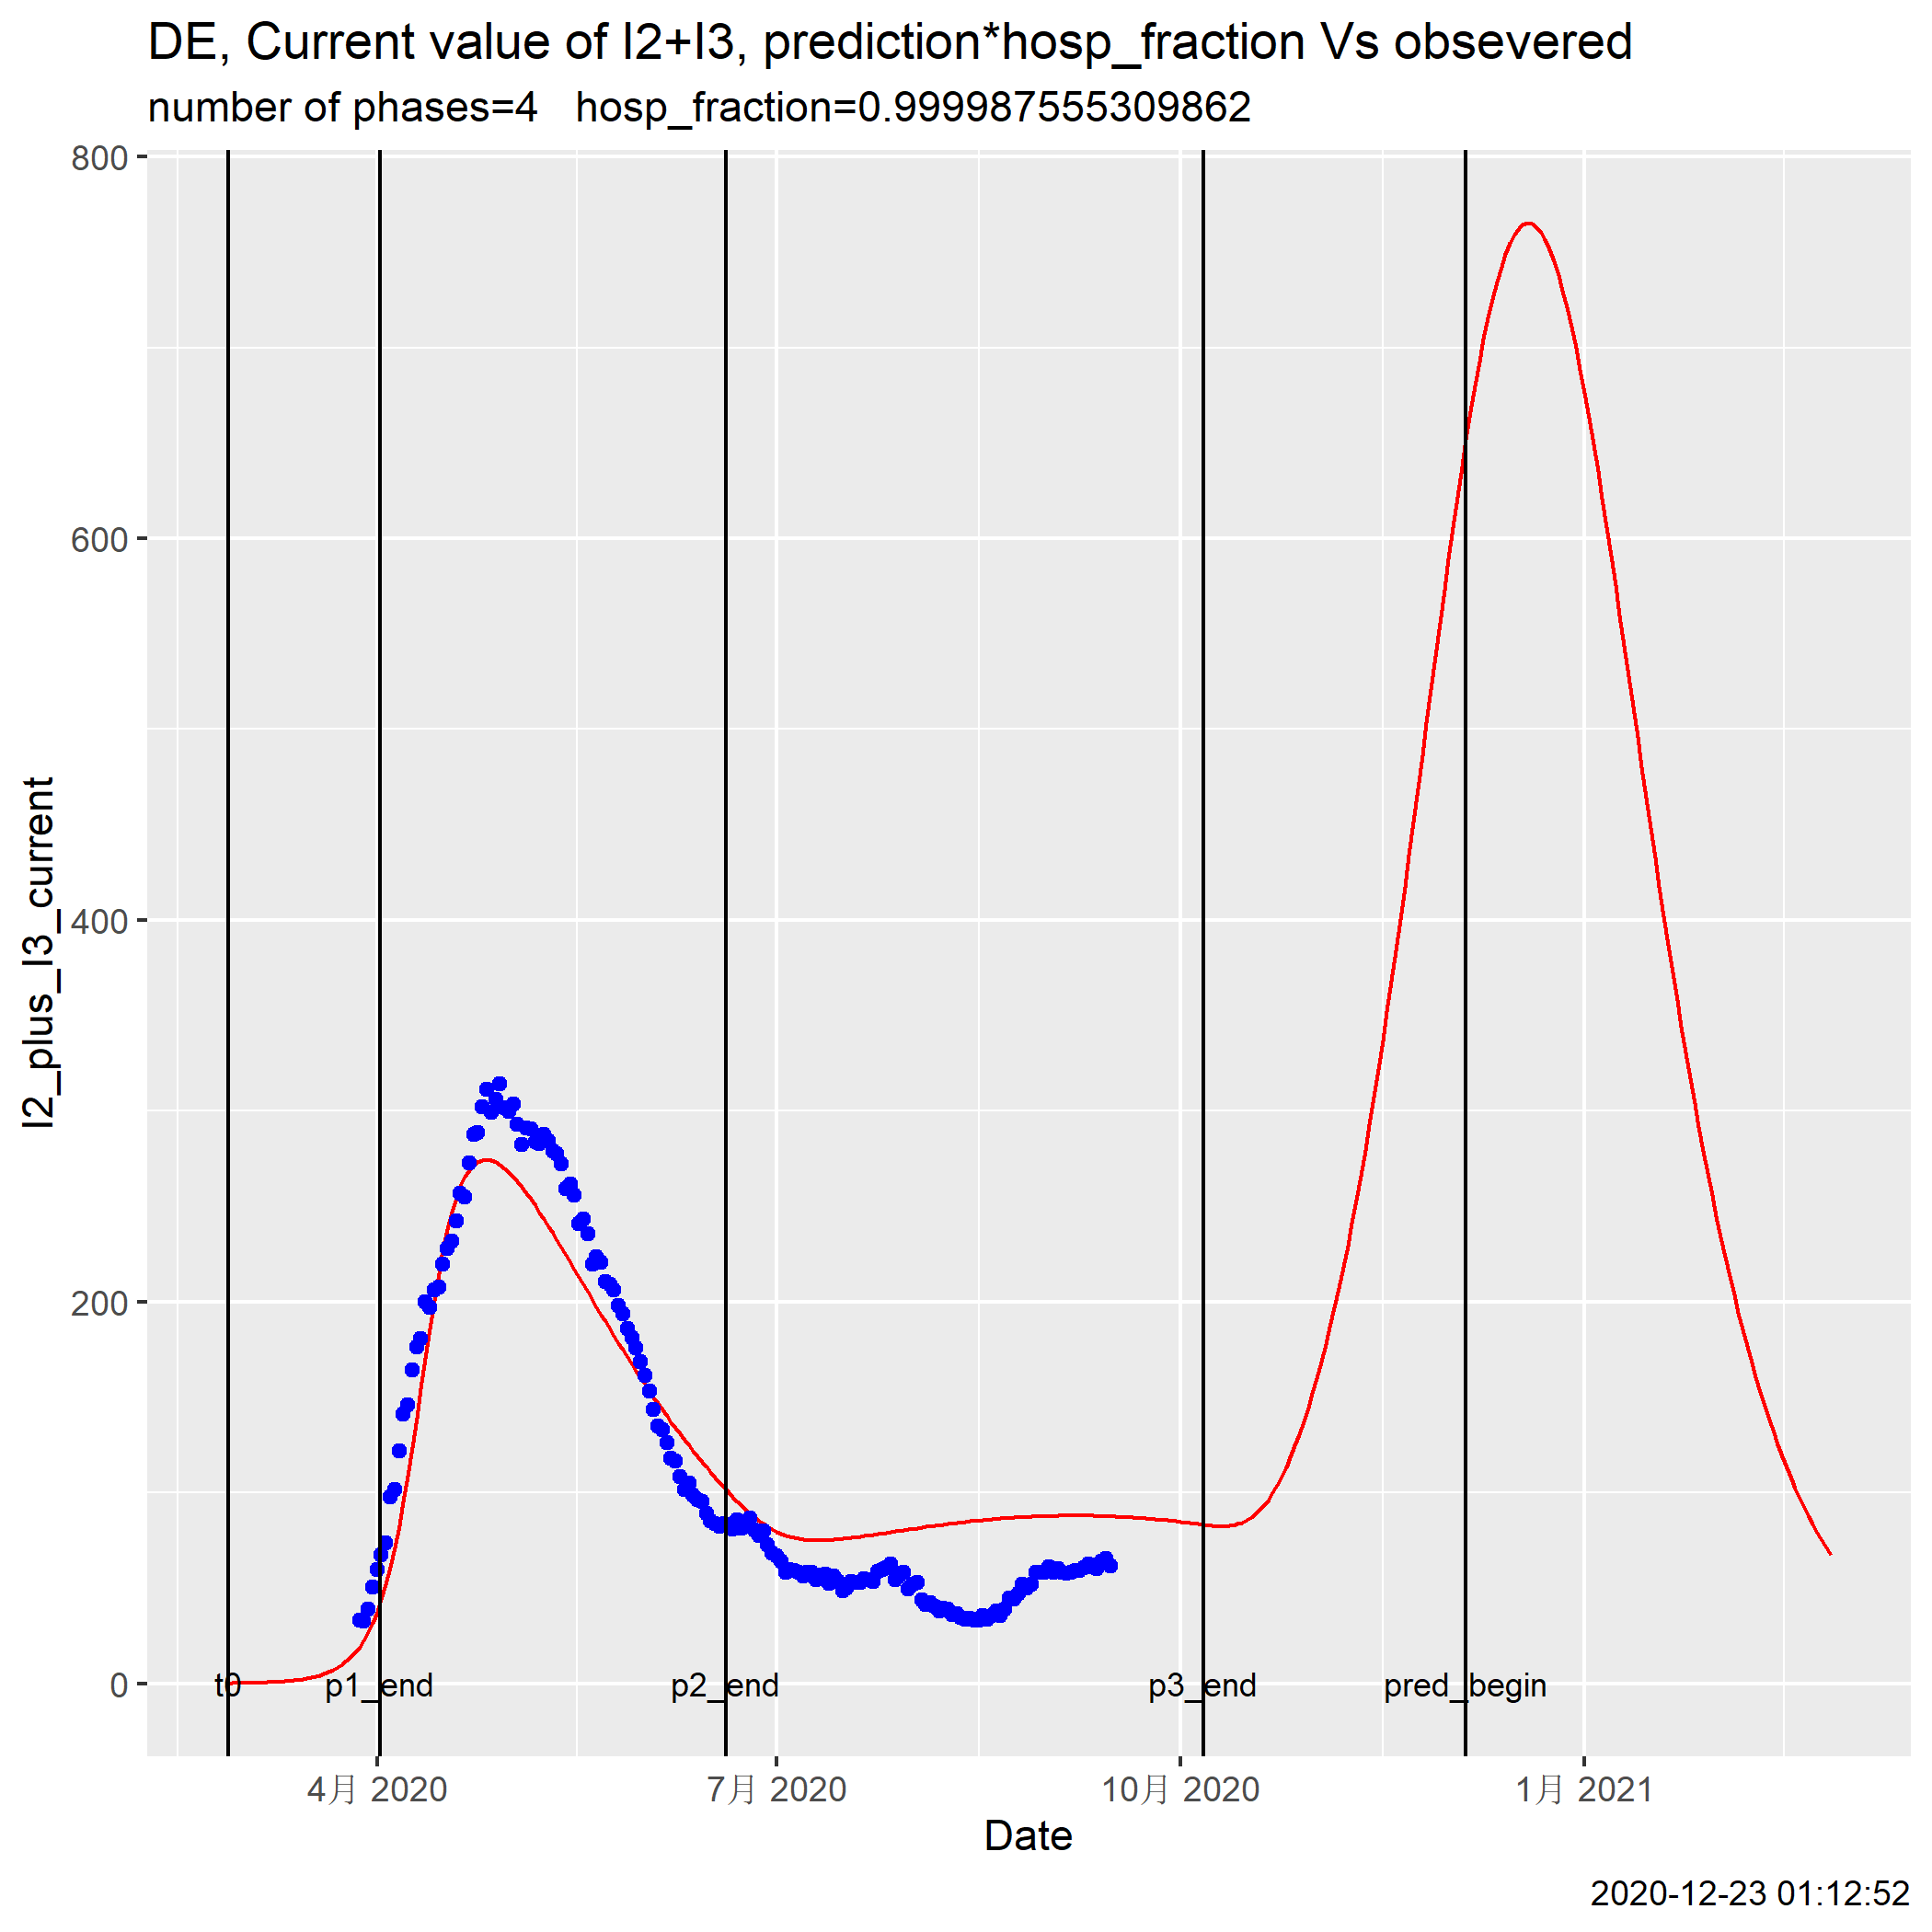 DE, Current value of I2+I3, prediction*hosp_fraction Vs obsevered
number of phases=4   hosp_fraction=0.999987555309862
800
600
400
200
0
I2_plus_I3_current
t0
p1_end
p2_end
p3_end
pred_begin
4月 2020
7月 2020
10月 2020
1月 2021
Date
2020-12-23 01:12:52